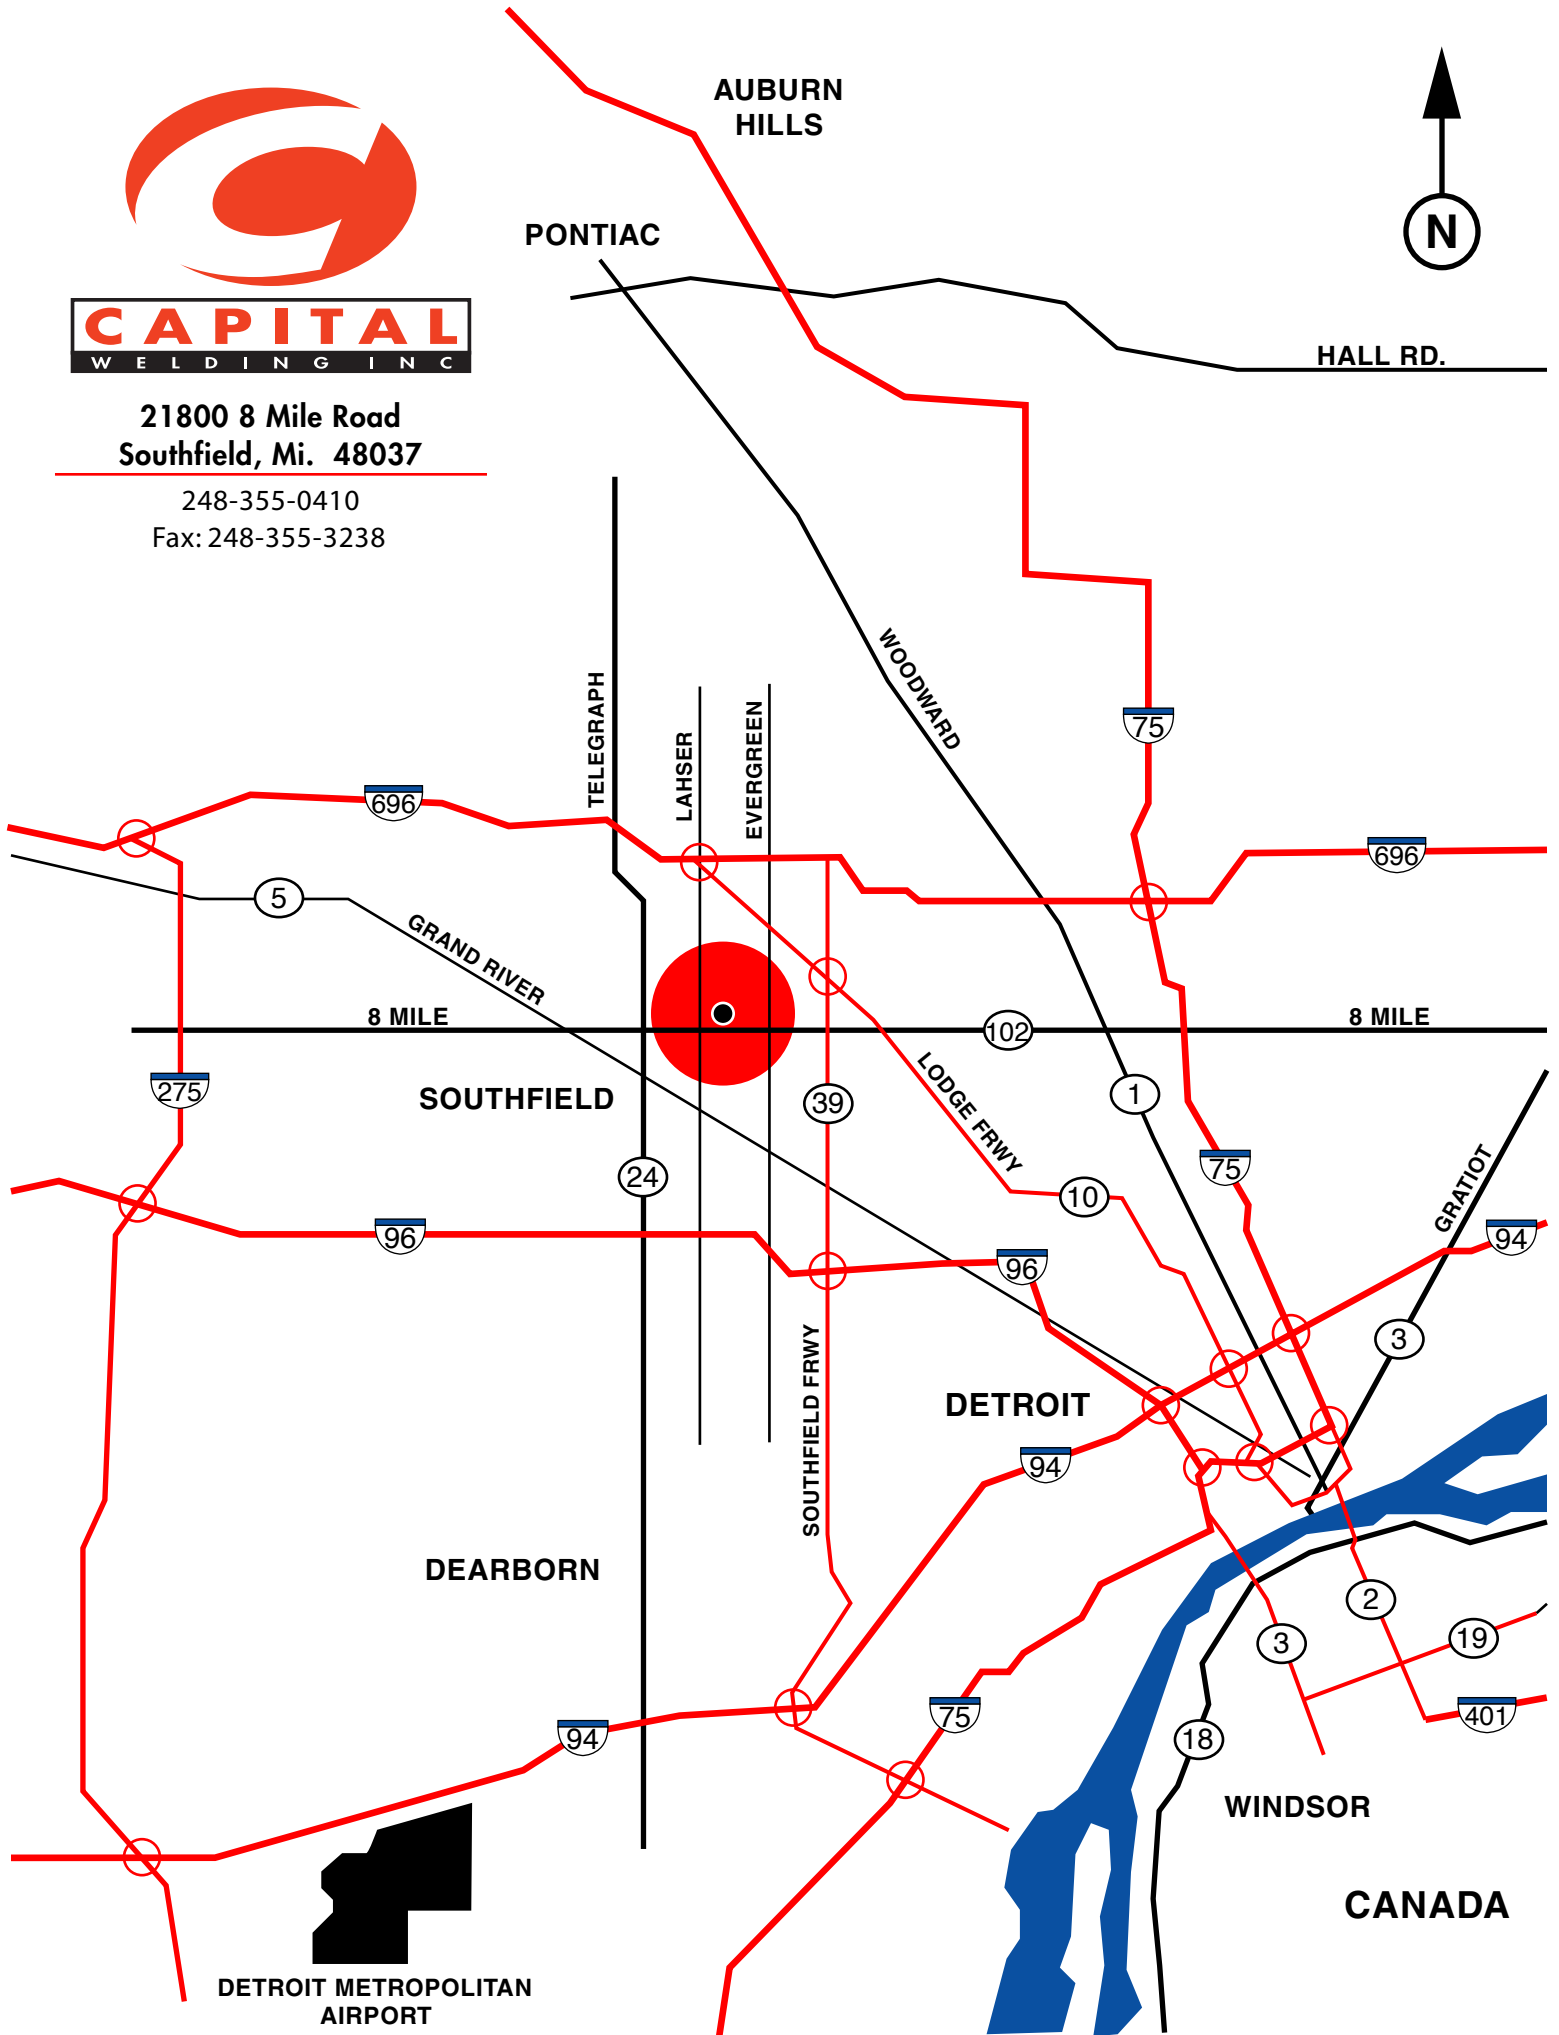 AUBURN
HILLS
N
PONTIAC
CAPITAL
WELDING INC
HALL RD.
21800 8 Mile Road
Southfield, Mi. 48037
248-355-0410
Fax: 248-355-3238
WOODWARD
TELEGRAPH
LAHSER
EVERGREEN
75
696
696
5
GRAND RIVER
8 MILE
102
8 MILE
LODGE FRWY
275
SOUTHFIELD
39
1
24
75
10
GRATIOT
96
94
96
SOUTHFIELD FRWY
3
DETROIT
94
DEARBORN
2
3
19
75
401
94
18
WINDSOR
CANADA
DETROIT METROPOLITAN
AIRPORT